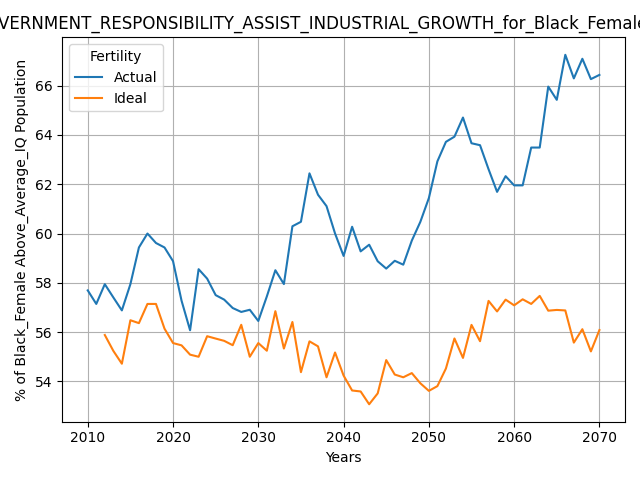 VERNMENT_RESPONSIBILITY_ASSIST_INDUSTRIAL_GROWTH_for_Black_Female
Fertility
Actual
Ideal
% of Black_Female Above_Average_IQ Population
66
64
62
60
58
56
54
2010 2020 2030 2040 2050 2060 2070
Years